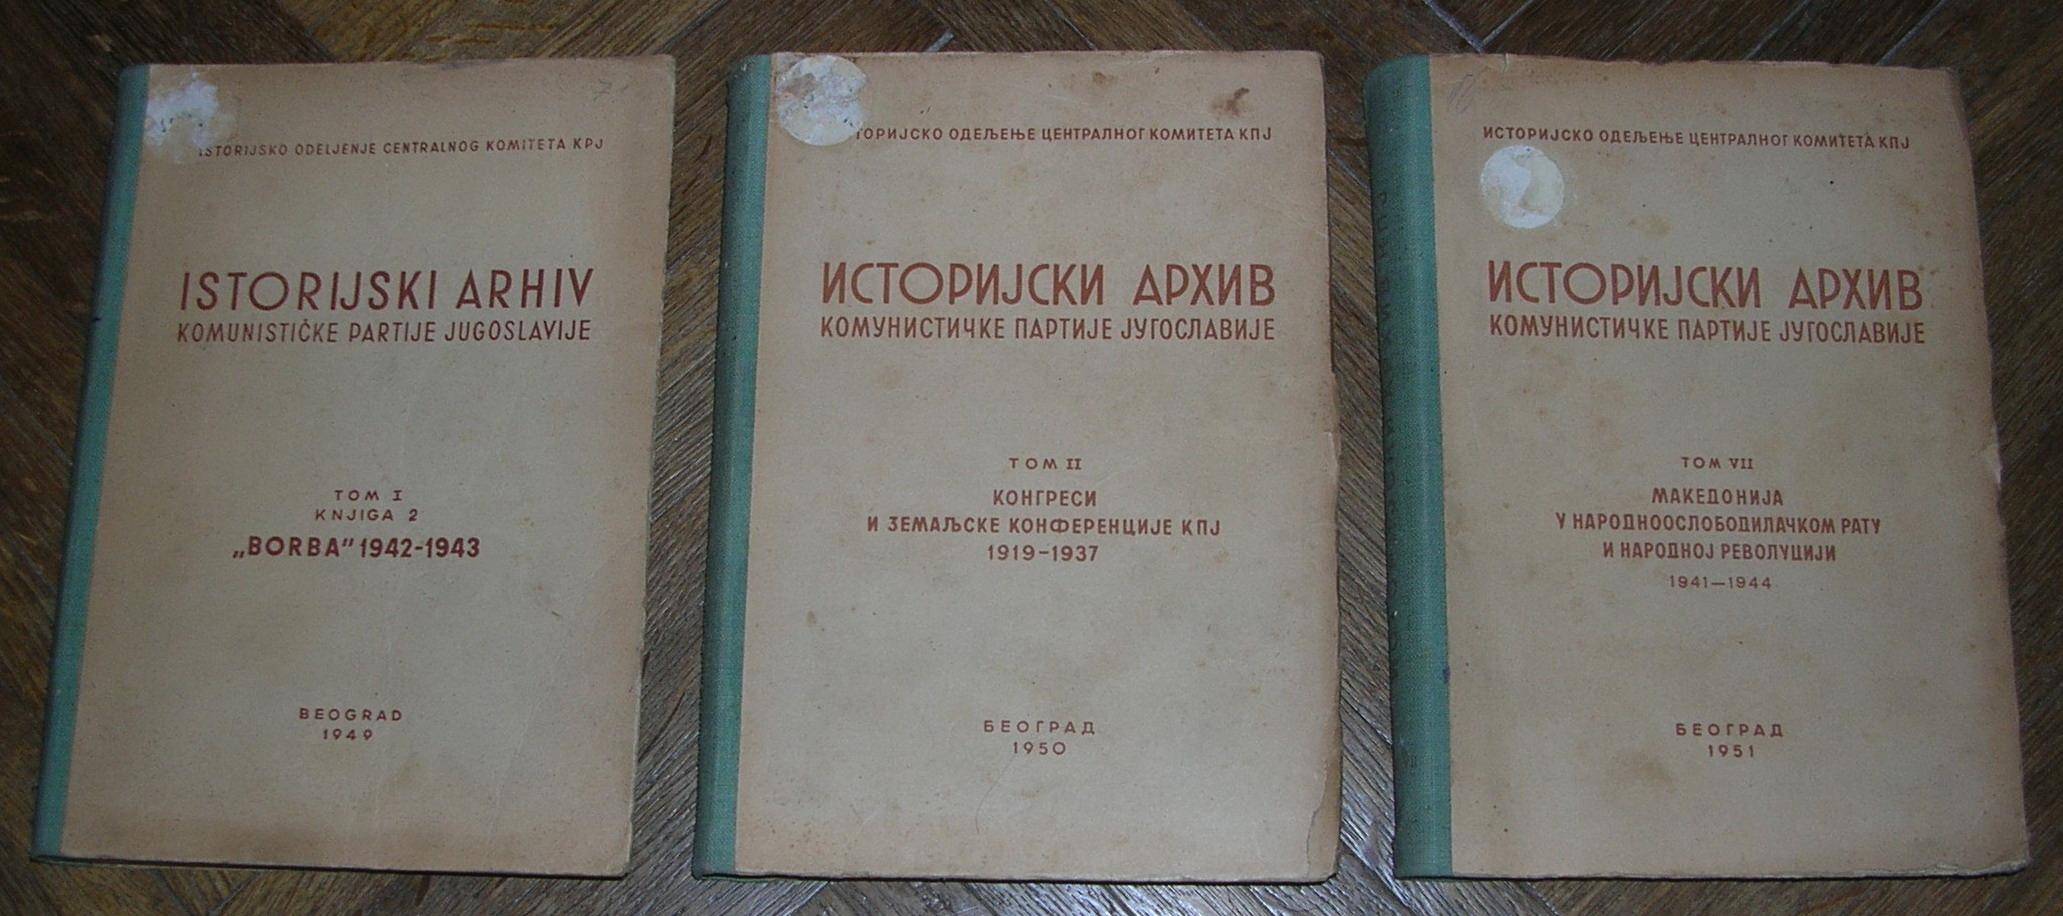 ISTORIJSKO ODELJENJE CENTRALNOG KOMITETA KPJ
ISTORIJSKI ARHIV
KOMUNISTIČKE PARTIJE JUGOSLAVIJE
TOM I
KNJIGA 2
„BORBA" 1942-1943
BEOGRAD
1949
ТОРИЈСКО ОДЕЉЕЊЕ ЦЕНТРАЛНОГ КОМИТЕТА КПЈ
ИСТОРИЈСКИ АРХИВ
КОМУНИСТИЧКЕ ПАРТИЈЕ ЈУГОСЛАВИЈЕ
ТОМ II
КОНГРЕСИ
И ЗЕМАЉСКЕ КОНФЕРЕНЦИЈЕ КПЈ
1919-1937
БЕОГРАД
1950
ИСТОРИЈСКО ОДЕЉЕЊЕ ЦЕНТРАЛНОГ КОМИТЕТА КПЈ
ИСТОРИЈСКИ АРХИВ
КОМУНИСТИЧКЕ ПАРТИЈЕ ЈУГОСЛАВИЈЕ
ТОМ VII
МАКЕДОНИЈА
У НАРОДНООСЛОБОДИЛАЧКОМ РАТУ
И НАРОДНОЈ РЕВОЛУЦИЈИ
1941—1944
БЕОГРАД
1951